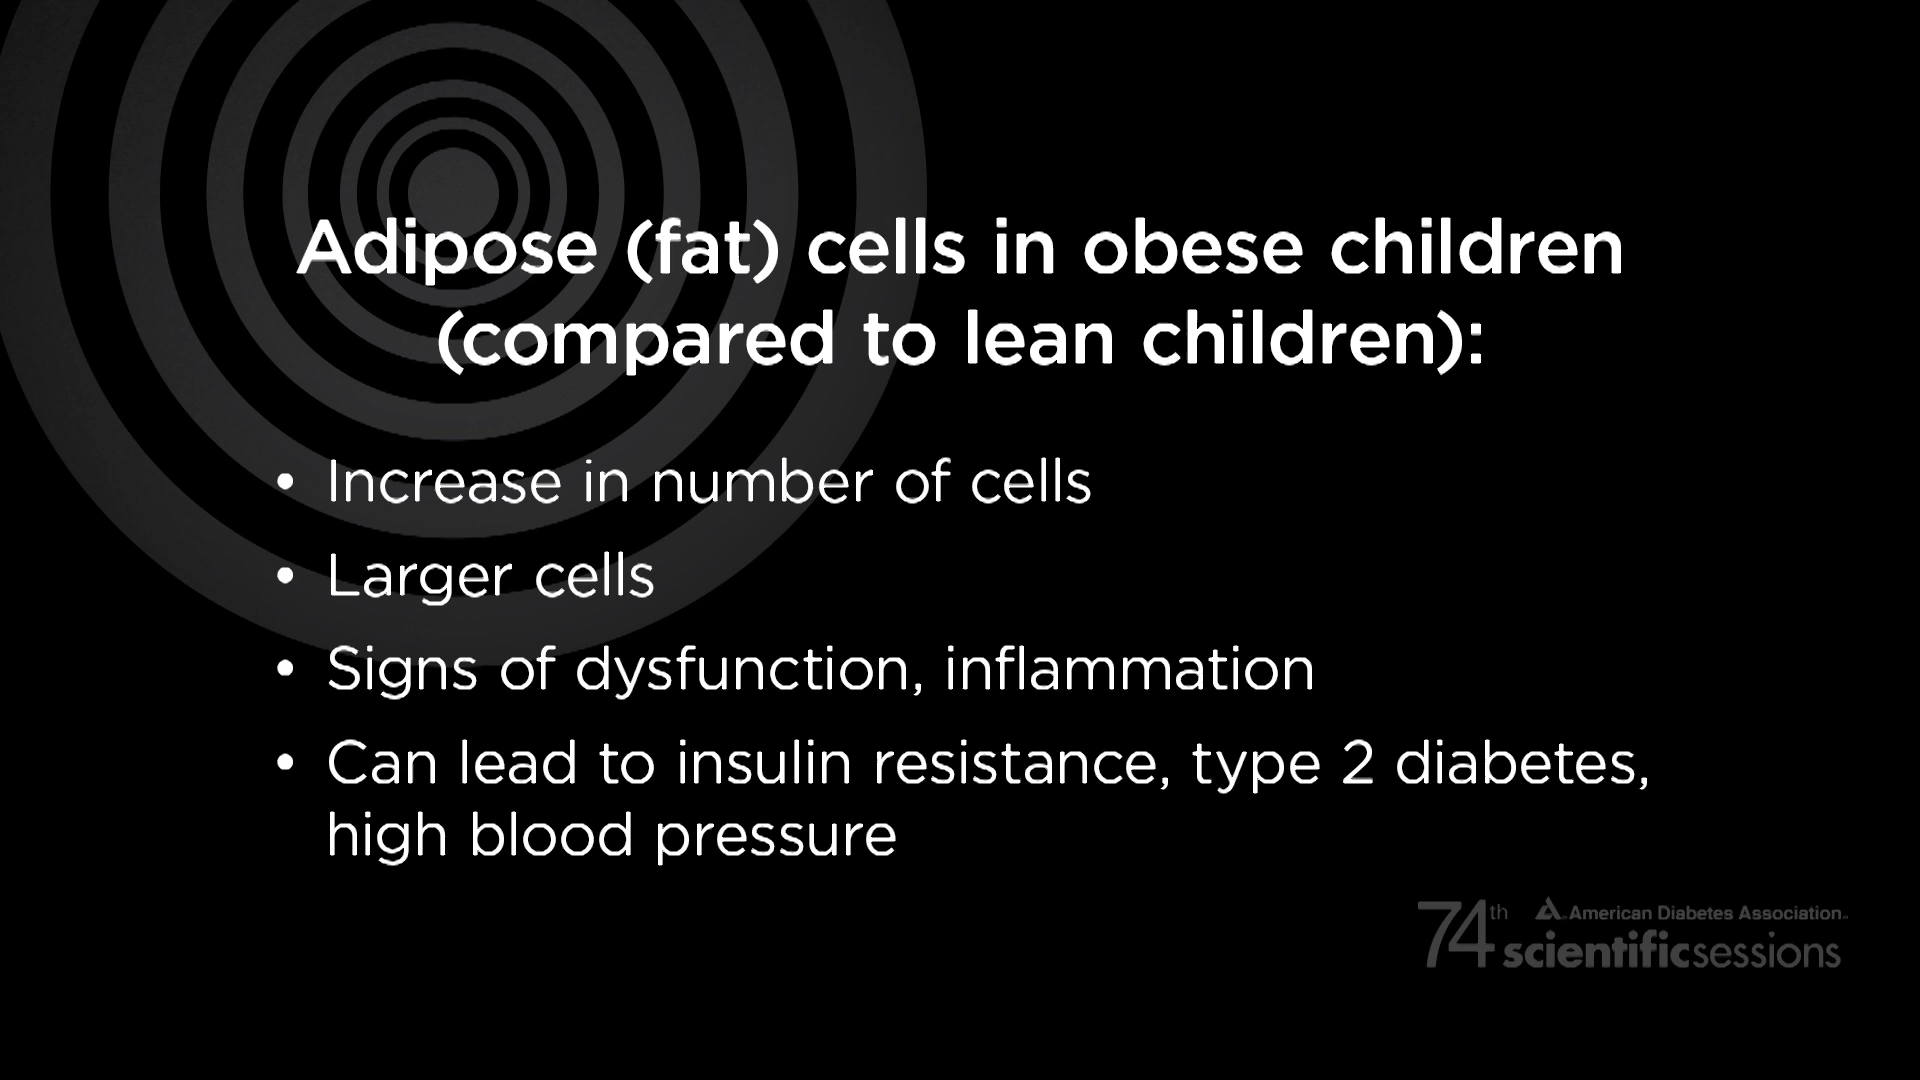 Adipose (fat) cells in obese children
(compared to lean children):
• Increase in number of cells
• Larger cells
• Signs of dysfunction, inflammation
• Can lead to insulin resistance, type 2 diabetes,
high blood pressure
74th American Diabetes Association
scientificsessions